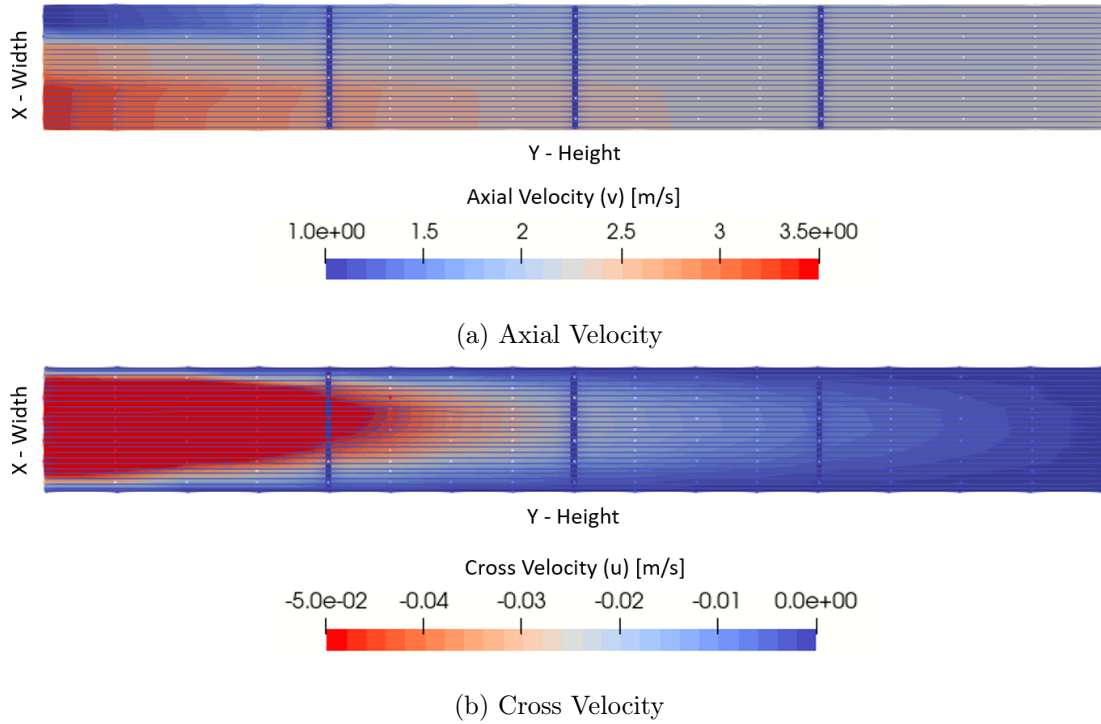 X - Width
Y - Height
Axial Velocity (v) [m/s]
1.0e+00 1.5 2 2.5 3 3.5e+00
(a) Axial Velocity
X - Width
Y - Height
Cross Velocity (u) [m/s]
-5.0e-02 -0.04 -0.03 -0.02 -0.01 0.0e+00
(b) Cross Velocity